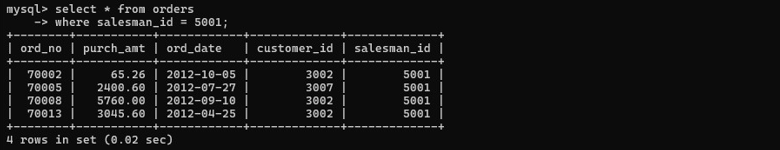 mysql> select * from orders
    -> where salesman_id = 5001;
+--------+-----------+------------+-------------+-------------+
| ord_no | purch_amt | ord_date   | customer_id | salesman_id |
+--------+-----------+------------+-------------+-------------+
|  70002 |     65.26 | 2012-10-05 |        3002 |        5001 |
|  70005 |   2400.60 | 2012-07-27 |        3007 |        5001 |
|  70008 |   5760.00 | 2012-09-10 |        3002 |        5001 |
|  70013 |   3045.60 | 2012-04-25 |        3002 |        5001 |
+--------+-----------+------------+-------------+-------------+
4 rows in set (0.02 sec)